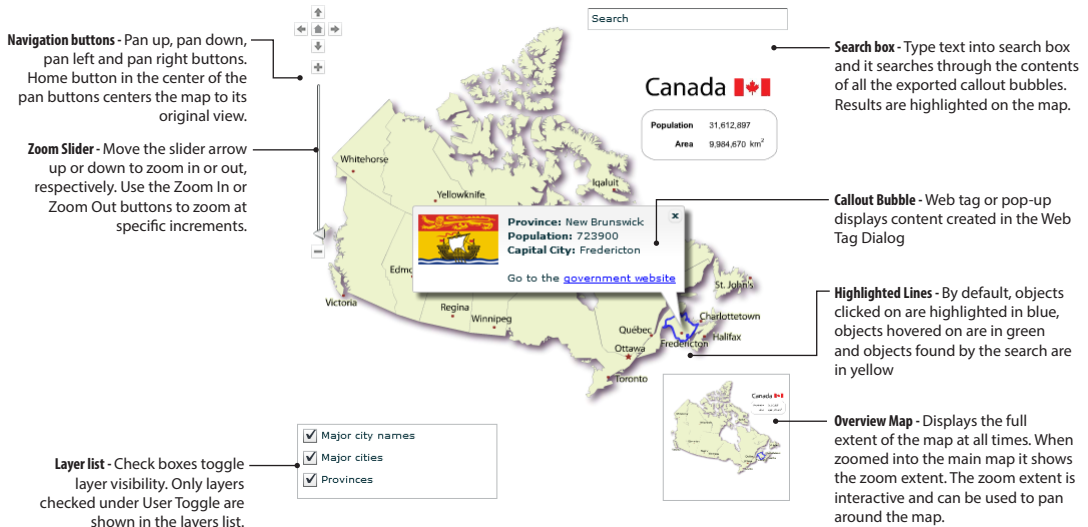 Navigation buttons - Pan up, pan down,
pan left and pan right buttons.
Home button in the center of the
pan buttons centers the map to its
original view.
Zoom Slider - Move the slider arrow
up or down to zoom in or out,
respectively. Use the Zoom In or
Zoom Out buttons to zoom at
specific increments.
Layer list - Check boxes toggle
layer visibility. Only layers
checked under User Toggle are
shown in the layers list.
Search
Canada
Population 31,612,897
Area 9,984,670 km²
Whitehorse
Yellowknife
Iqaluit
Province: New Brunswick
Population: 723900
Capital City: Fredericton
Go to the government website
x
Edmo
Victoria
Regina
Winnipeg
St. John's
Charlottetown
Québec
Halifax
Fredericton
Ottawa
Toronto
Major city names
Major cities
Provinces
Canada
Search box - Type text into search box
and it searches through the contents
of all the exported callout bubbles.
Results are highlighted on the map.
Callout Bubble - Web tag or pop-up
displays content created in the Web
Tag Dialog
Highlighted Lines - By default, objects
clicked on are highlighted in blue,
objects hovered on are in green
and objects found by the search are
in yellow
Overview Map - Displays the full
extent of the map at all times. When
zoomed into the main map it shows
the zoom extent. The zoom extent is
interactive and can be used to pan
around the map.